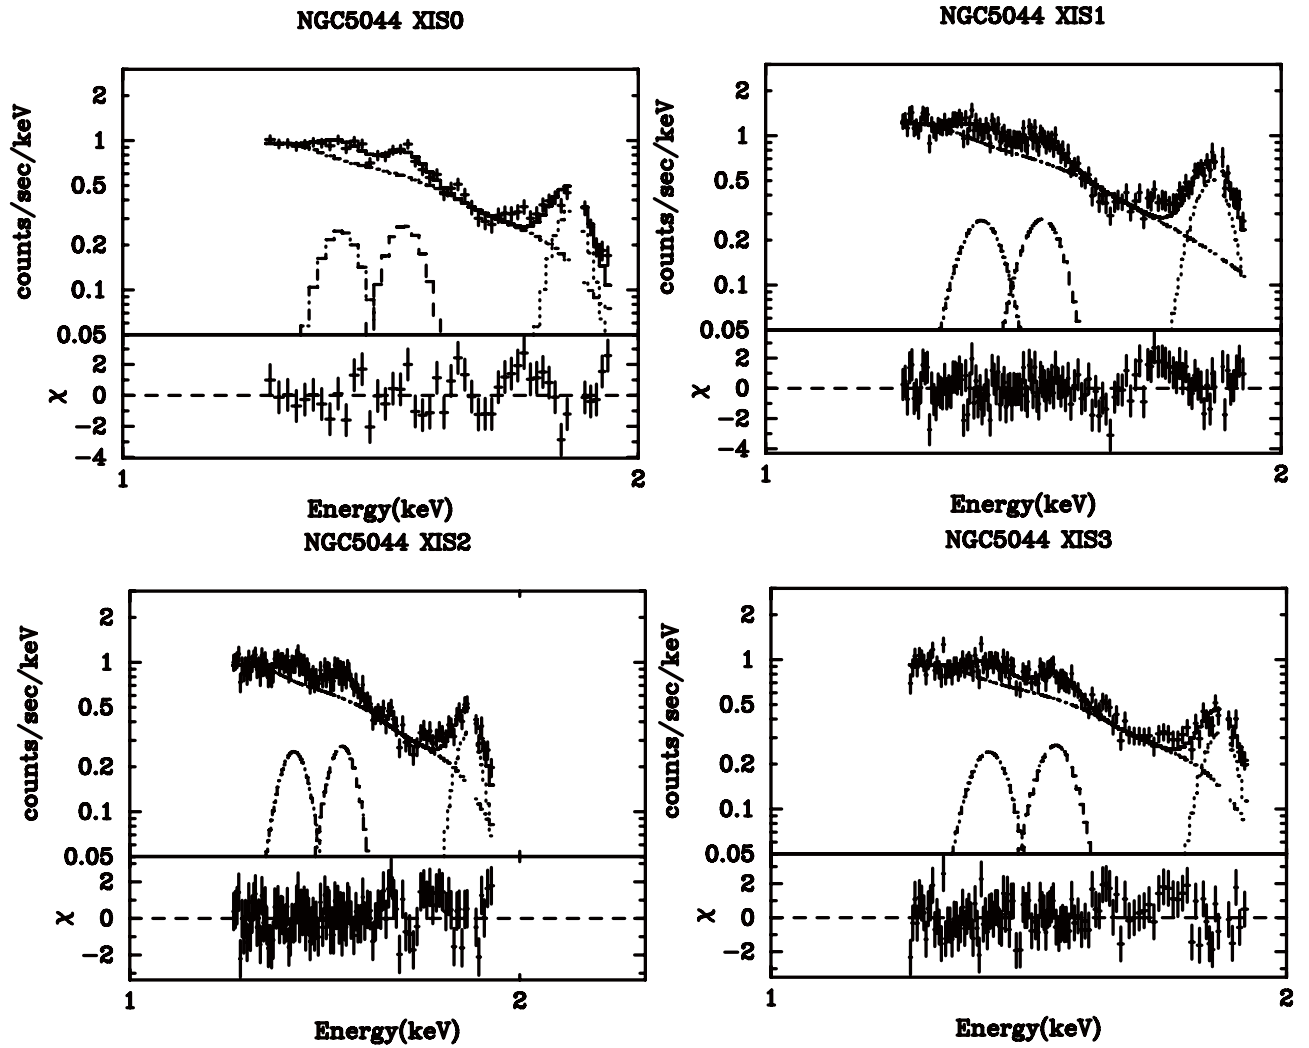 NGC5044 XIS0
counts/sec/keV
2
1
0.5
0.2
0.1
0.05
χ
2
0
−2
−4
1 2
Energy(keV)
NGC5044 XIS1
counts/sec/keV
2
1
0.5
0.2
0.1
0.05
χ
2
0
−2
−4
1 2
Energy(keV)
NGC5044 XIS2
counts/sec/keV
2
1
0.5
0.2
0.1
0.05
χ
2
0
−2
1 2
Energy(keV)
NGC5044 XIS3
counts/sec/keV
2
1
0.5
0.2
0.1
0.05
χ
2
0
−2
1 2
Energy(keV)